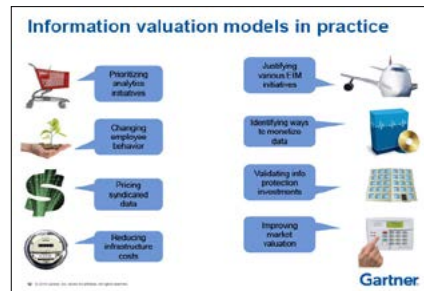 Information valuation models in practice
Prioritizing
analytics
initiatives
Changing
employee
behavior
Pricing
syndicated
data
Reducing
infrastructure
costs
Justifying
various EIM
initiatives
Identifying ways
to monetize
data
Validating info
protection
investments
Improving
market
valuation
Gartner